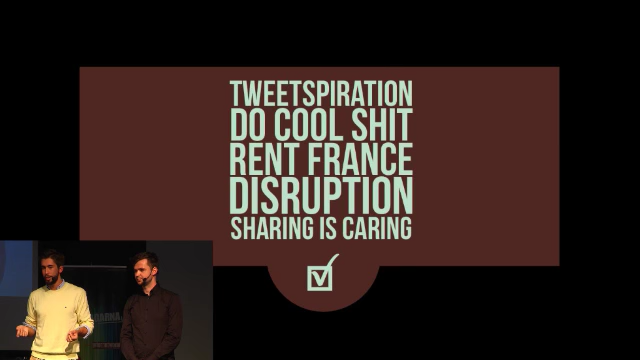 TWEETSPIRATION
DO COOL SHIT
RENT FRANCE
DISRUPTION
SHARING IS CARING